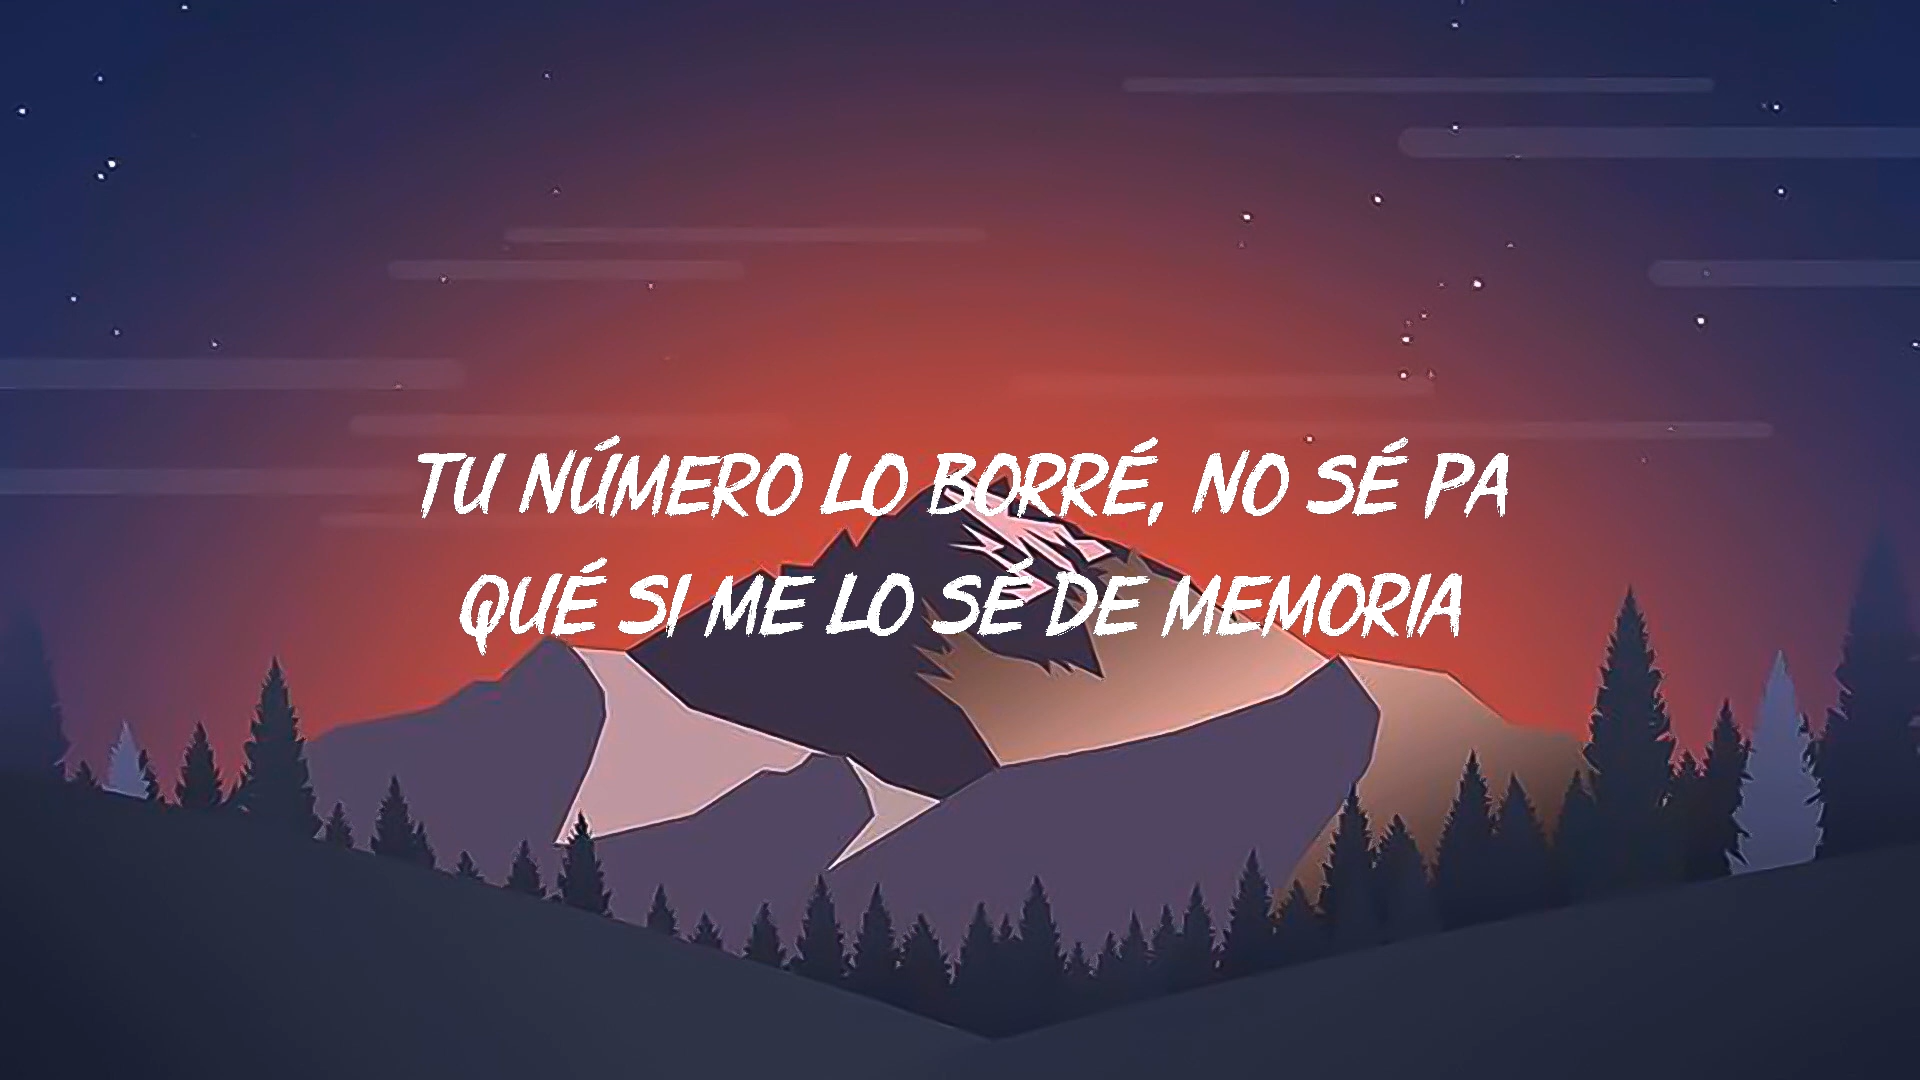 TU NÚMERO LO BORRÉ, NO SÉ PA
QUÉ SI ME LO SÉ DE MEMORIA